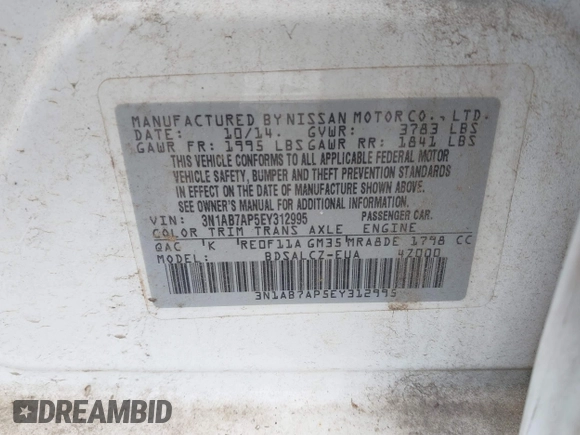 MANUFACTURED BY NISSAN MOTOR CO., LTD.
DATE: 10/14. GVWR: 3783 LBS
GAWR FR: 1995 LBS GAWR RR: 1841 LBS
THIS VEHICLE CONFORMS TO ALL APPLICABLE FEDERAL MOTOR
VEHICLE SAFETY, BUMPER AND THEFT PREVENTION STANDARDS
IN EFFECT ON THE DATE OF MANUFACTURE SHOWN ABOVE.
SEE OWNER'S MANUAL FOR ADDITIONAL INFORMATION.
VIN: 3N1AB7AP5EY312995 PASSENGER CAR.
COLOR TRIM TRANS AXLE ENGINE
QAC 'K RE0F11A GM35 MRA8DE 1798 CC
MODEL: BDSALCZ-EUA 47000
3N1AB7AP5EY312995
DREAMBID